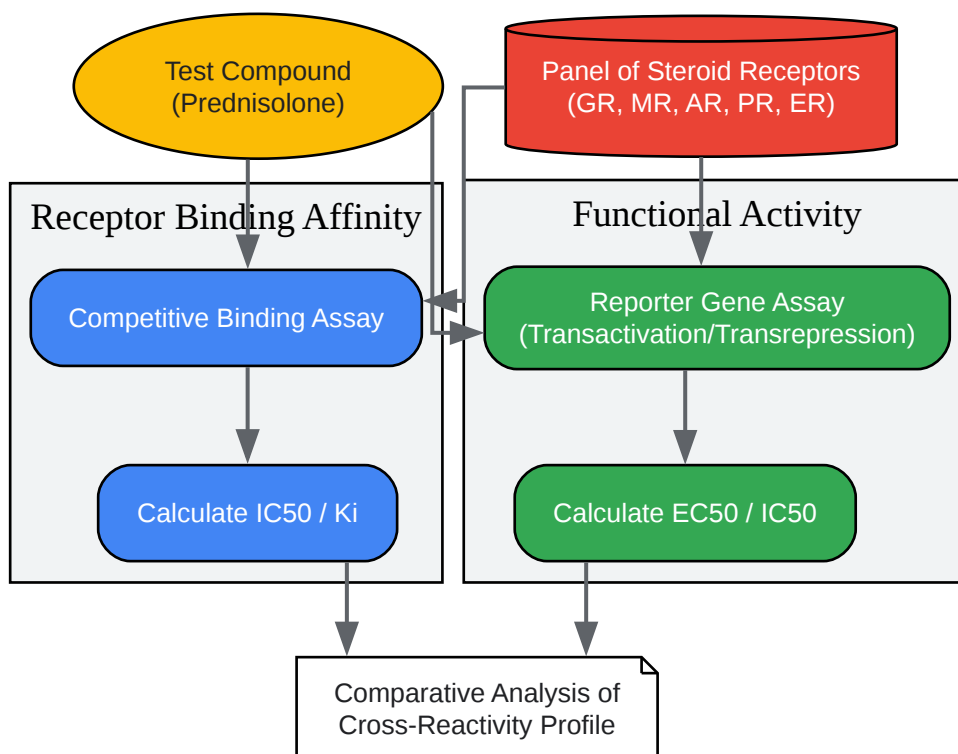 Test Compound
(Prednisolone)
Panel of Steroid Receptors
(GR, MR, AR, PR, ER)
Receptor Binding Affinity
Functional Activity
Competitive Binding Assay
Reporter Gene Assay
(Transactivation/Transrepression)
Calculate IC50 / Ki
Calculate EC50 / IC50
Comparative Analysis of
Cross-Reactivity Profile